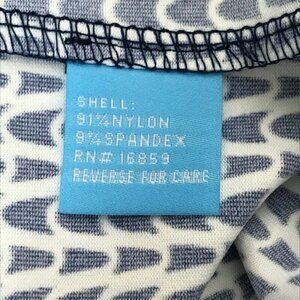 SHELL:
91%NYLON
9%SPANDEX
RN# 16859
REVERSE FOR CARE